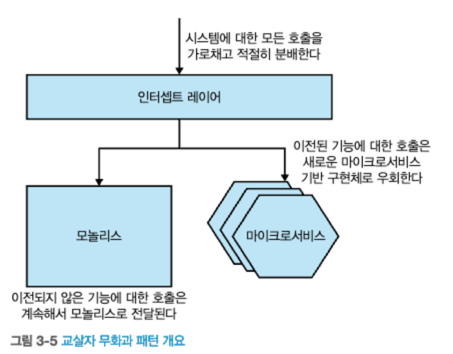 시스템에 대한 모든 호출을
가로채고 적절히 분배한다
인터셉트 레이어
이전된 기능에 대한 호출은
새로운 마이크로서비스
기반 구현체로 우회한다
모놀리스
마이크로서비스
이전되지 않은 기능에 대한 호출은
계속해서 모놀리스로 전달된다
그림 3-5 교살자 무화과 패턴 개요